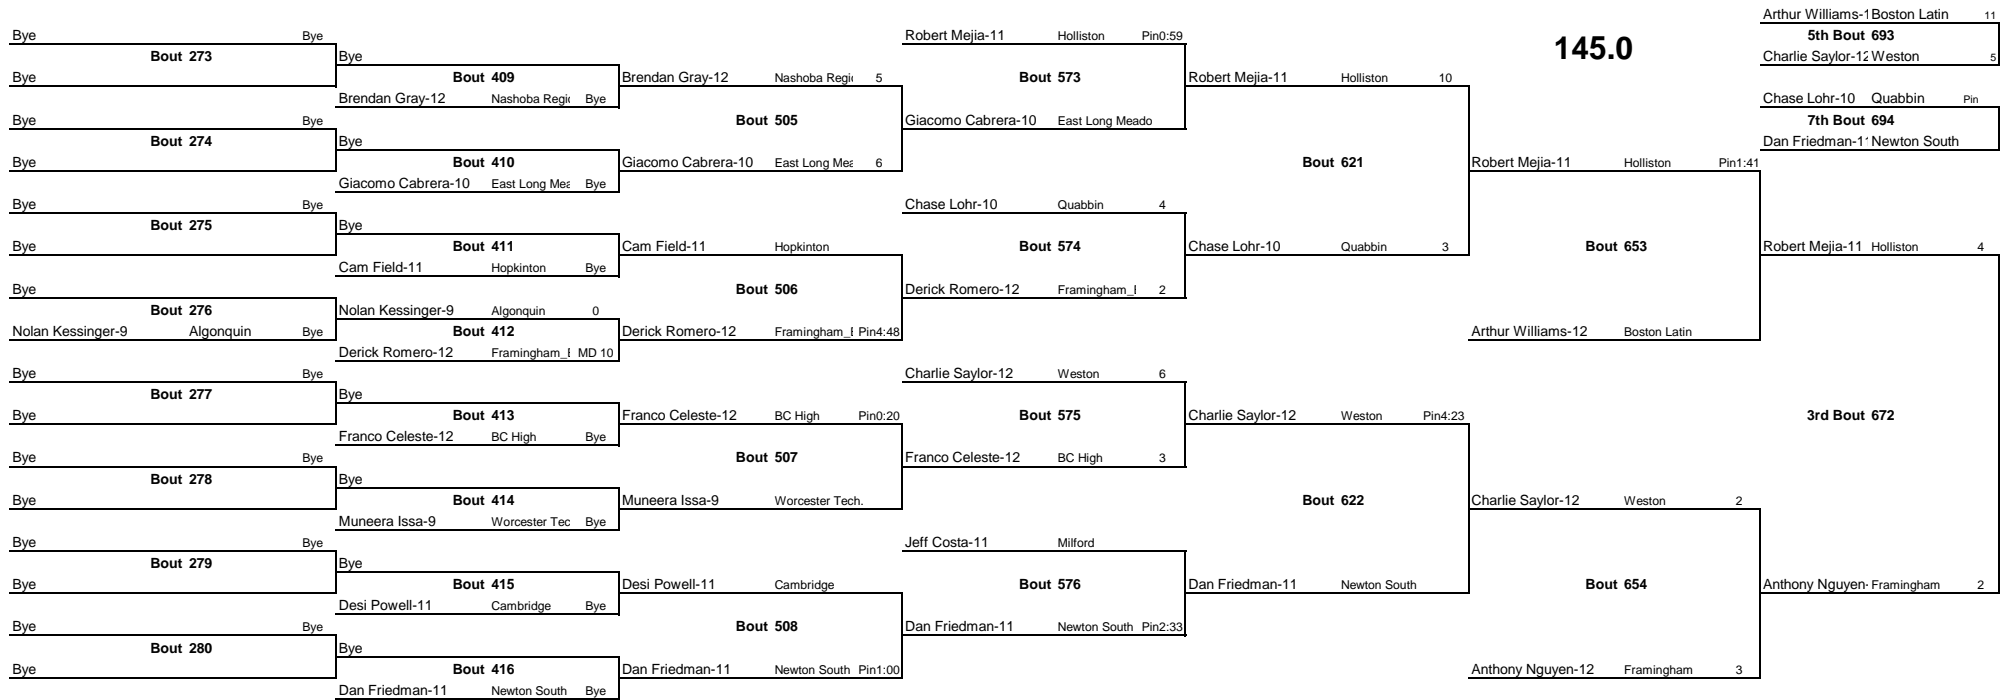 145.0
Bye Bye
Bout 273
Bye
Bye Bye
Bout 274
Bye
Bye Bye
Bout 275
Bye
Bye
Bout 276
Nolan Kessinger-9 Algonquin Bye
Bye Bye
Bout 277
Bye
Bye Bye
Bout 278
Bye
Bye Bye
Bout 279
Bye
Bye Bye
Bout 280
Bye
Bye
Bout 409
Brendan Gray-12 Nashoba Regi Bye
Bye
Bout 410
Giacomo Cabrera-10 East Long Mea Bye
Bye
Bout 411
Cam Field-11 Hopkinton Bye
Nolan Kessinger-9 Algonquin 0
Bout 412
Derick Romero-12 Framingham_ MD 10
Bye
Bout 413
Franco Celeste-12 BC High Bye
Bye
Bout 414
Muneera Issa-9 Worcester Tec Bye
Bye
Bout 415
Desi Powell-11 Cambridge Bye
Bye
Bout 416
Dan Friedman-11 Newton South Bye
Brendan Gray-12 Nashoba Regi 5
Bout 505
Giacomo Cabrera-10 East Long Mea 6
Cam Field-11 Hopkinton
Bout 506
Derick Romero-12 Framingham_ Pin4:48
Franco Celeste-12 BC High Pin0:20
Bout 507
Muneera Issa-9 Worcester Tech.
Desi Powell-11 Cambridge
Bout 508
Dan Friedman-11 Newton South Pin1:00
Robert Mejia-11 Holliston Pin0:59
Bout 573
Giacomo Cabrera-10 East Long Meado
Chase Lohr-10 Quabbin 4
Bout 574
Derick Romero-12 Framingham_ 2
Charlie Saylor-12 Weston 6
Bout 575
Franco Celeste-12 BC High 3
Jeff Costa-11 Milford
Bout 576
Dan Friedman-11 Newton South Pin2:33
Robert Mejia-11 Holliston 10
Bout 621
Chase Lohr-10 Quabbin 3
Charlie Saylor-12 Weston Pin4:23
Bout 622
Dan Friedman-11 Newton South
Robert Mejia-11 Holliston Pin1:41
Bout 653
Arthur Williams-12 Boston Latin
Charlie Saylor-12 Weston 2
Bout 654
Anthony Nguyen-12 Framingham 3
Robert Mejia-11 Holliston 4
3rd Bout 672
Anthony Nguyen- Framingham 2
Arthur Williams-1 Boston Latin 11
5th Bout 693
Charlie Saylor-12 Weston 5
Chase Lohr-10 Quabbin Pin
7th Bout 694
Dan Friedman-1 Newton South